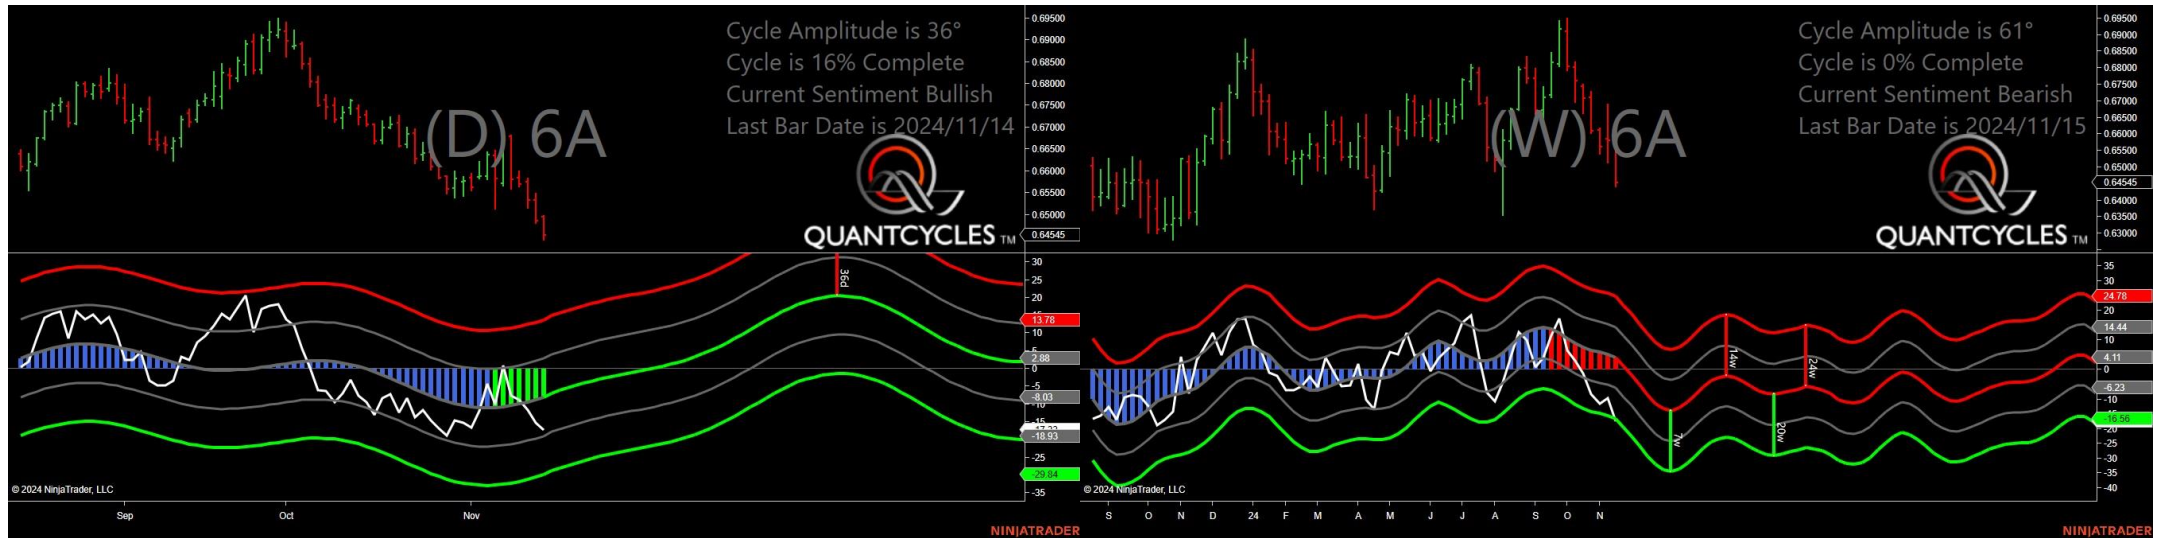 Cycle Amplitude is 36°
Cycle is 16% Complete
Current Sentiment Bullish
Last Bar Date is 2024/11/14
(D) 6A
QUANTCYCLES TM
0.69500
0.69000
0.68500
0.68000
0.67500
0.67000
0.66500
0.66000
0.65500
0.65000
0.64545
36d
30
25
20
13.78
10
5
2.88
0
-5
-8.03
-10
-18.93
-25
-29.84
-35
© 2024 NinjaTrader, LLC
Sep
Oct
Nov
NINJATRADER
Cycle Amplitude is 61°
Cycle is 0% Complete
Current Sentiment Bearish
Last Bar Date is 2024/11/15
(W) 6A
QUANTCYCLES TM
0.69500
0.69000
0.68500
0.68000
0.67500
0.67000
0.66500
0.66000
0.65500
0.65000
0.64545
0.64000
0.63500
0.63000
7w
14w
20w
24w
35
30
24.78
20
14.44
10
4.11
0
-6.23
-10
-16.56
-20
-25
-30
-35
-40
© 2024 NinjaTrader, LLC
S O N D 24 F M A M J J A S O N
NINJATRADER